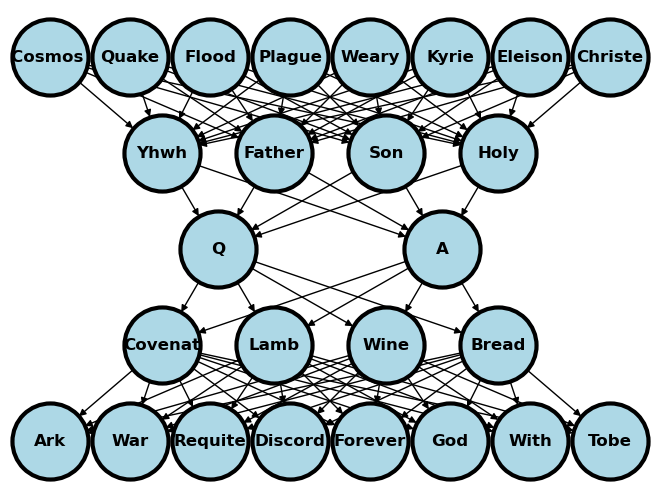 Cosmos Quake Flood Plague Weary Kyrie Eleison Christe
Yhwh Father Son Holy
Q A
Covenat Lamb Wine Bread
Ark War Requite Discord Forever God With Tobe